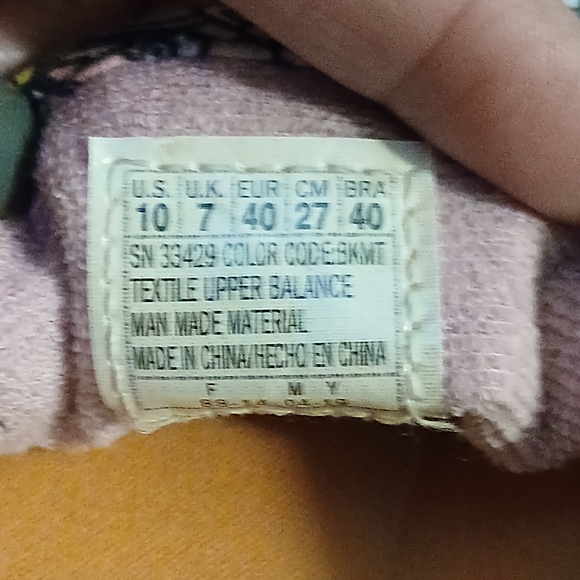 U.S. U.K. EUR CM BRA
10 7 40 27 40
SN 33429 COLOR CODE:BKMT
TEXTILE UPPER BALANCE
MAN MADE MATERIAL
MADE IN CHINA/HECHO EN CHINA
F M Y